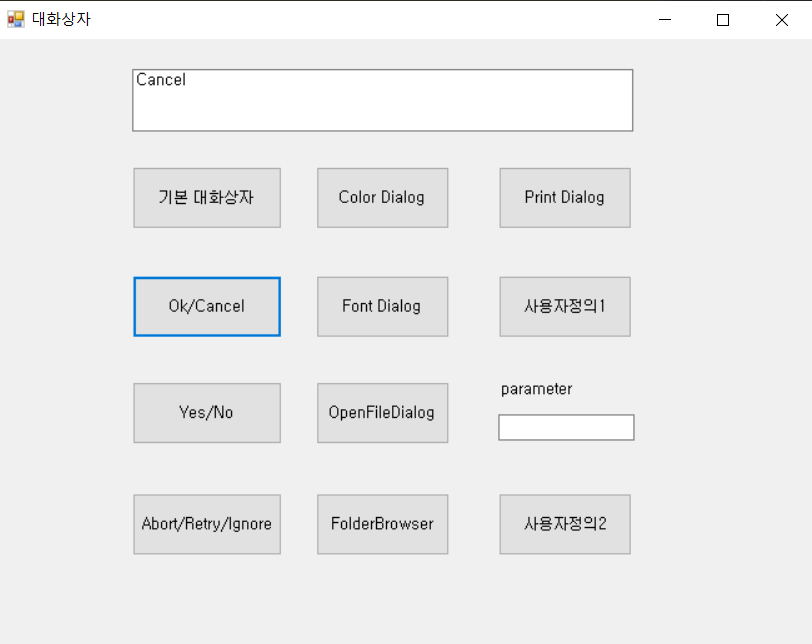 대화상자
Cancel
기본 대화상자
Color Dialog
Print Dialog
Ok/Cancel
Font Dialog
사용자정의1
Yes/No
OpenFileDialog
parameter
Abort/Retry/Ignore
FolderBrowser
사용자정의2